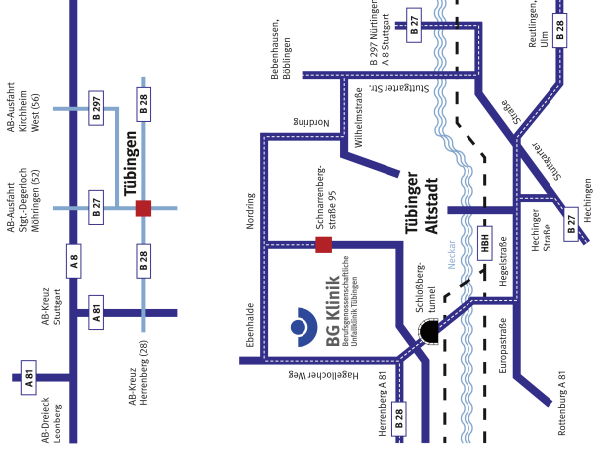 AB-Ausfahrt
Kirchheim
West (56)
B 297
B 28
AB-Ausfahrt
Stgt.-Degerloch
Möhringen (52)
B 27
Tübingen
A 8
B 28
AB-Kreuz
Stuttgart
A 81
AB-Kreuz
Herrenberg (28)
A 81
AB-Dreieck
Leonberg
Bebenhausen,
Böblingen
B 297 Nürtingen
A 8 Stuttgart
B 27
Reutlingen,
Ulm
B 28
Stuttgarter Str.
Wilhelmstraße
Nordring
Stuttgarter
Straße
Nordring
Schnarrenberg-
straße 95
Tübinger
Altstadt
Neckar
HBH
Hegelstraße
Hechinger
Straße
B 27
Hechingen
Ebenhalde
BG Klinik
Berufsgenossenschaftliche
Unfallklinik Tübingen
Schloßberg-
tunnel
Europastraße
Hagellocher Weg
Herrenberg A 81
B 28
Rottenburg A 81